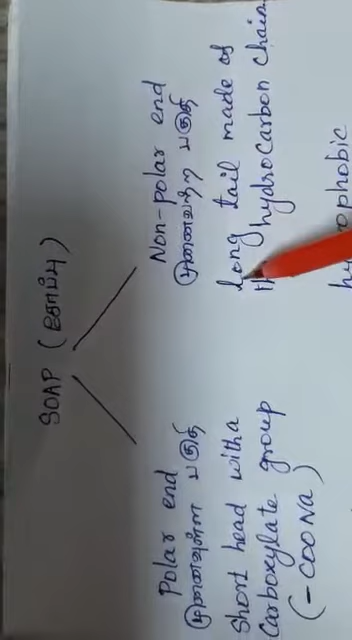 SOAP (சோப்பு)
Polar end
முனைவுள்ள பகுதி
Short head with a
Carboxylate group
(-COONa)
Non-polar end
முனைவற்ற பகுதி
Long tail made of
hydrocarbon chain